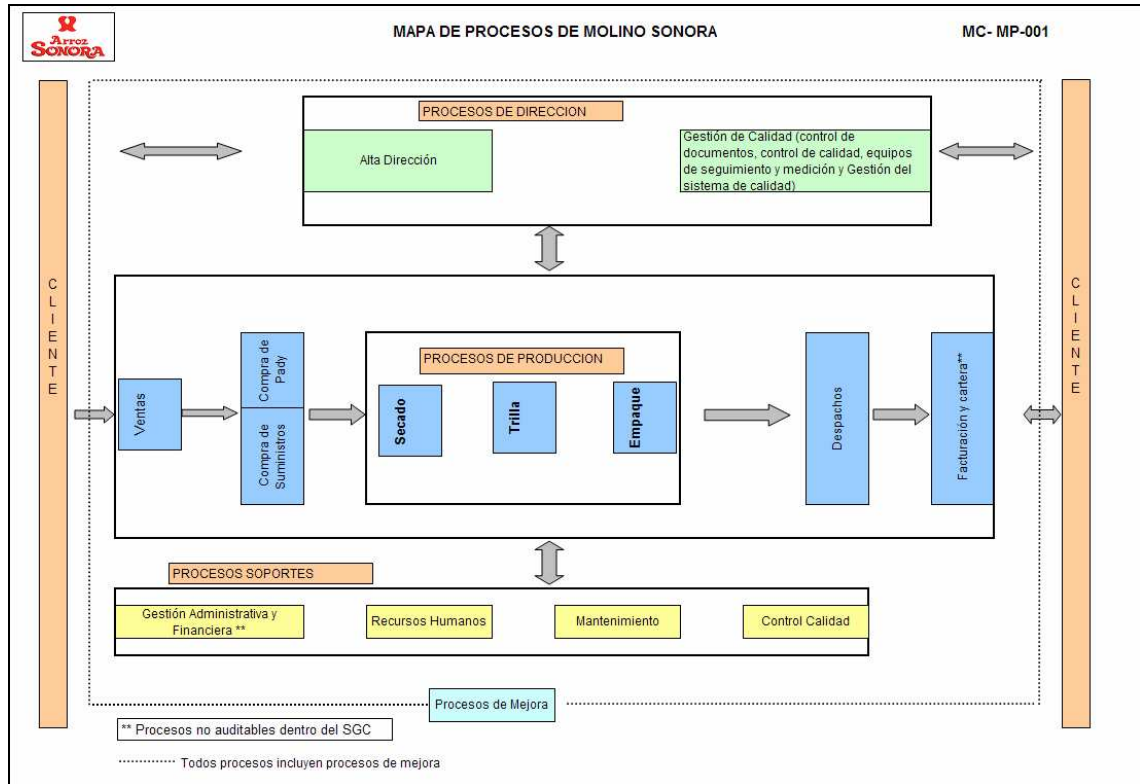 Arroz
SONORA
MAPA DE PROCESOS DE MOLINO SONORA
MC- MP-001
CLIENTE
PROCESOS DE DIRECCION
Alta Dirección
Gestión de Calidad (control de
documentos, control de calidad, equipos
de seguimiento y medición y Gestión del
sistema de calidad)
CLIENTE
Ventas
Compra de
Pady
Compra de
Suministros
PROCESOS DE PRODUCCION
Secado
Trilla
Empaque
Despachos
Facturación y cartera**
PROCESOS SOPORTES
Gestión Administrativa y
Financiera **
Recursos Humanos
Mantenimiento
Control Calidad
Procesos de Mejora
** Procesos no auditables dentro del SGC
Todos procesos incluyen procesos de mejora